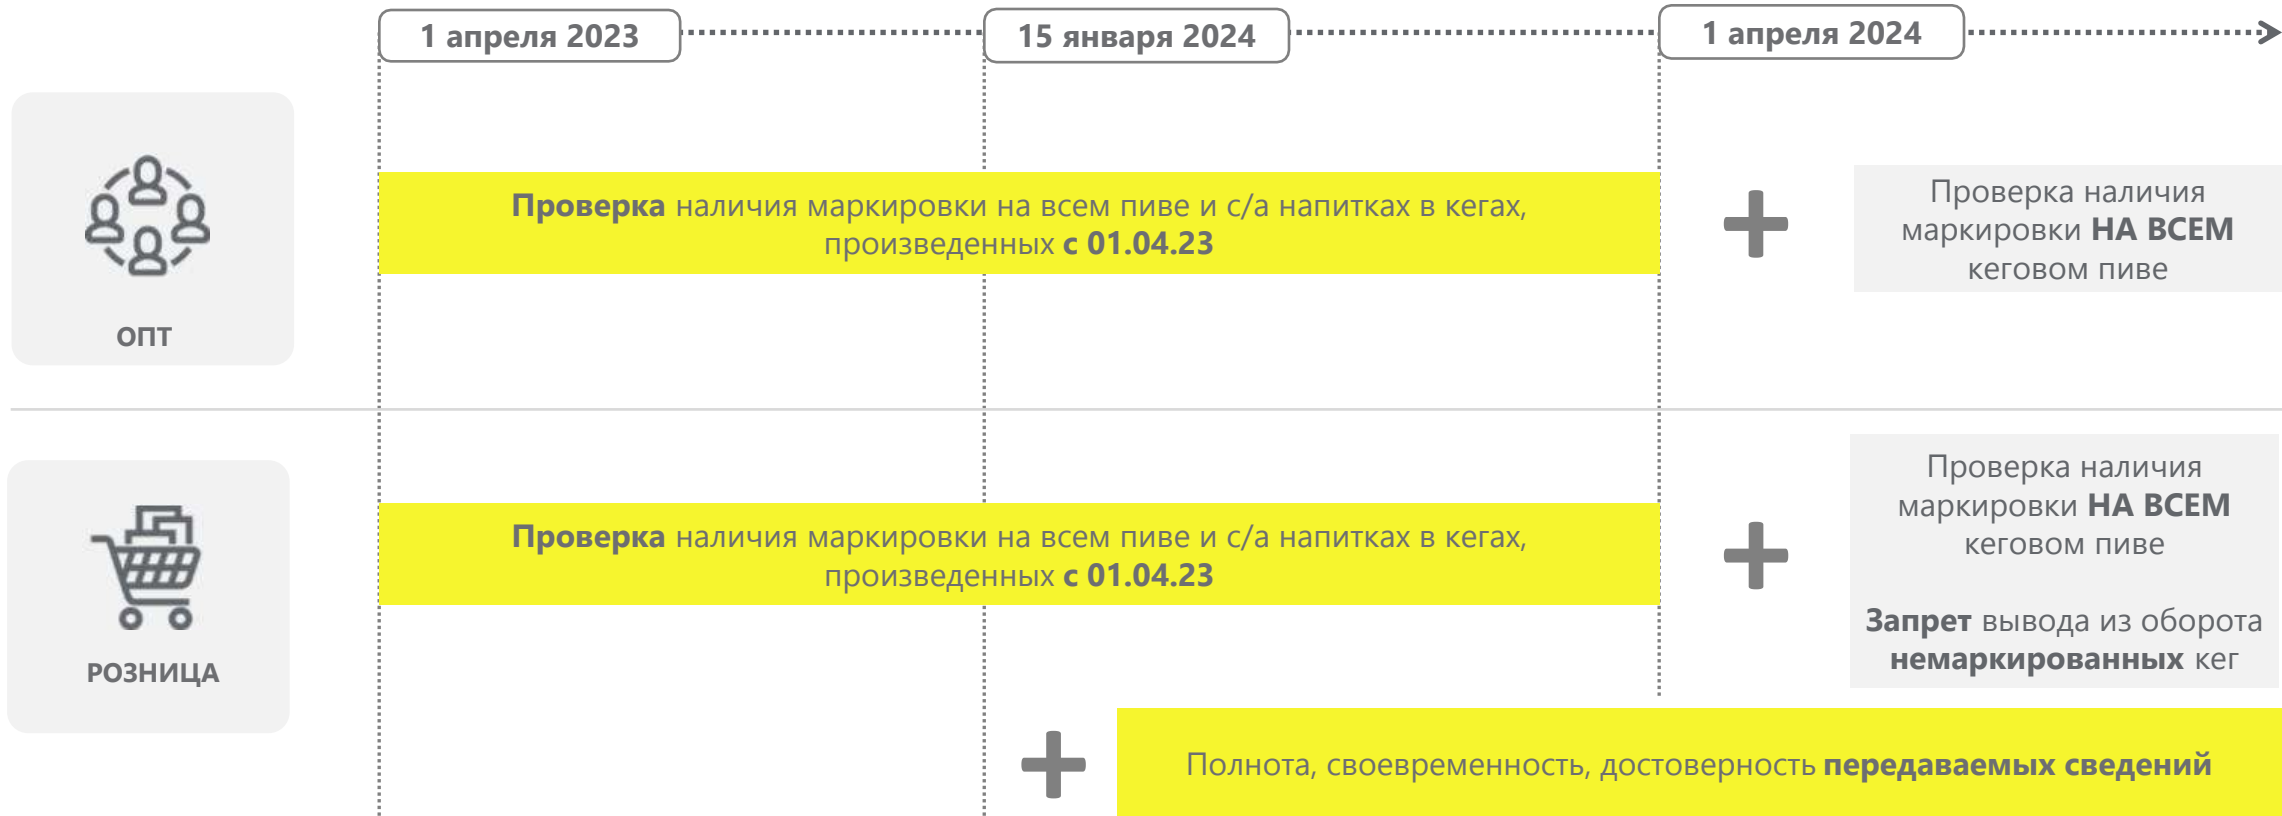 1 апреля 2023
15 января 2024
1 апреля 2024
ОПТ
Проверка наличия маркировки на всем пиве и с/а напитках в кегах,
произведенных с 01.04.23
+
Проверка наличия
маркировки НА ВСЕМ
кеговом пиве
РОЗНИЦА
Проверка наличия маркировки на всем пиве и с/а напитках в кегах,
произведенных с 01.04.23
+
Проверка наличия
маркировки НА ВСЕМ
кеговом пиве
Запрет вывода из оборота
немаркированных кег
+
Полнота, своевременность, достоверность передаваемых сведений